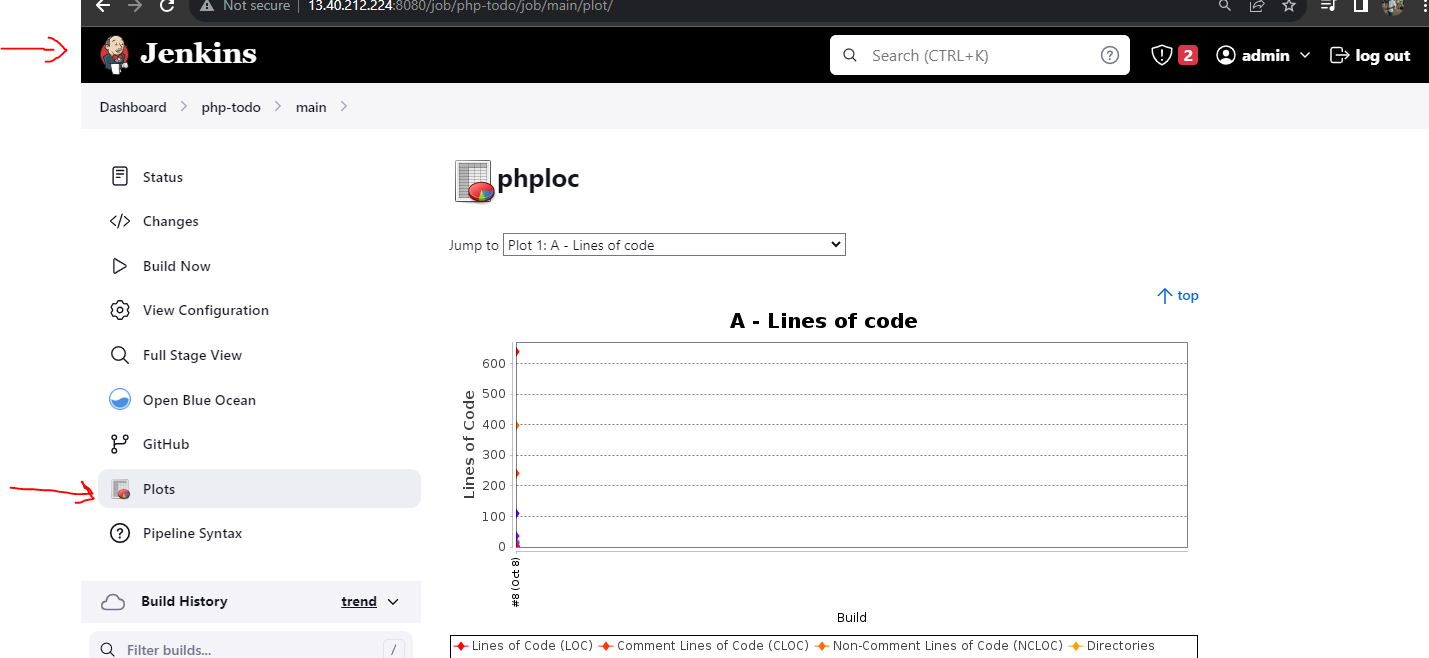 Not secure | 13.40.212.224:8080/job/php-todo/job/main/plot/
Jenkins
Search (CTRL+K)
?
2
admin
log out
Dashboard
php-todo
main
Status
Changes
Build Now
View Configuration
Full Stage View
Open Blue Ocean
GitHub
Plots
Pipeline Syntax
Build History
trend
Filter builds...
/
phploc
Jump to Plot 1: A - Lines of code
top
A - Lines of code
Lines of Code
600
500
400
300
200
100
0
#8 (Oct 8)
Build
Lines of Code (LOC) Comment Lines of Code (CLOC) Non-Comment Lines of Code (NCLOC) Directories